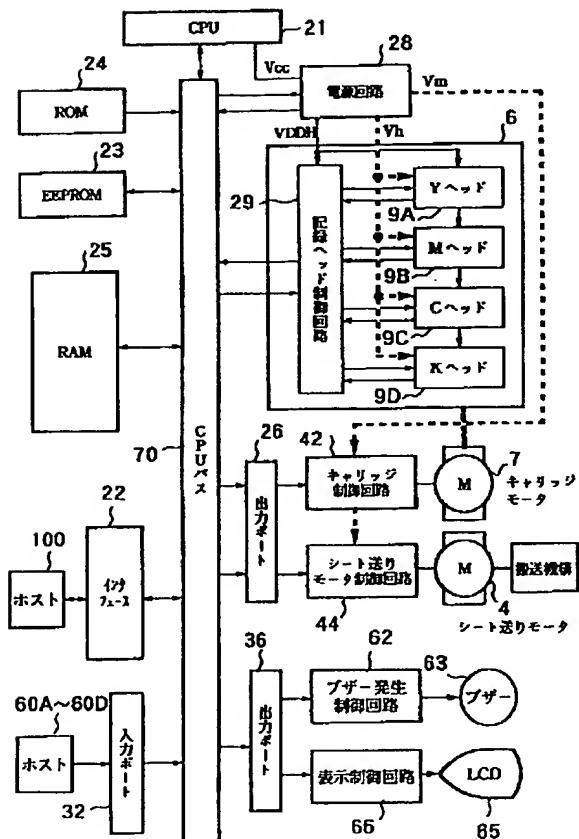 CPU
21
24
ROM
Vcc
28
電源回路
Vm
VDDH
Vh
6
23
EEPROM
29
記録ヘッド制御回路
Yヘッド
9A
Mヘッド
9B
Cヘッド
9C
Kヘッド
9D
25
RAM
70
CPUバス
26
出力ポート
42
キャリッジ
制御回路
M
7
キャリッジ
モータ
22
インタ
フェース
100
ホスト
シート送り
モータ制御回路
44
M
4
シート送りモータ
搬送機構
36
出力ポート
62
ブザー発生
制御回路
63
ブザー
60A~60D
ホスト
入力ポート
32
表示制御回路
66
LCD
65